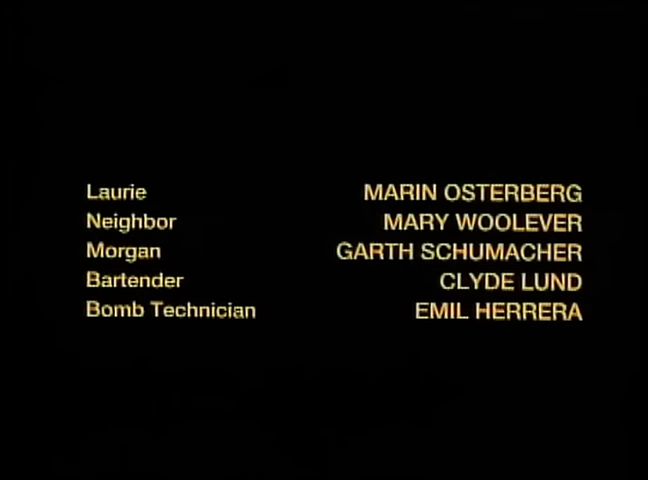 Laurie MARIN OSTERBERG
Neighbor MARY WOOLEVER
Morgan GARTH SCHUMACHER
Bartender CLYDE LUND
Bomb Technician EMIL HERRERA